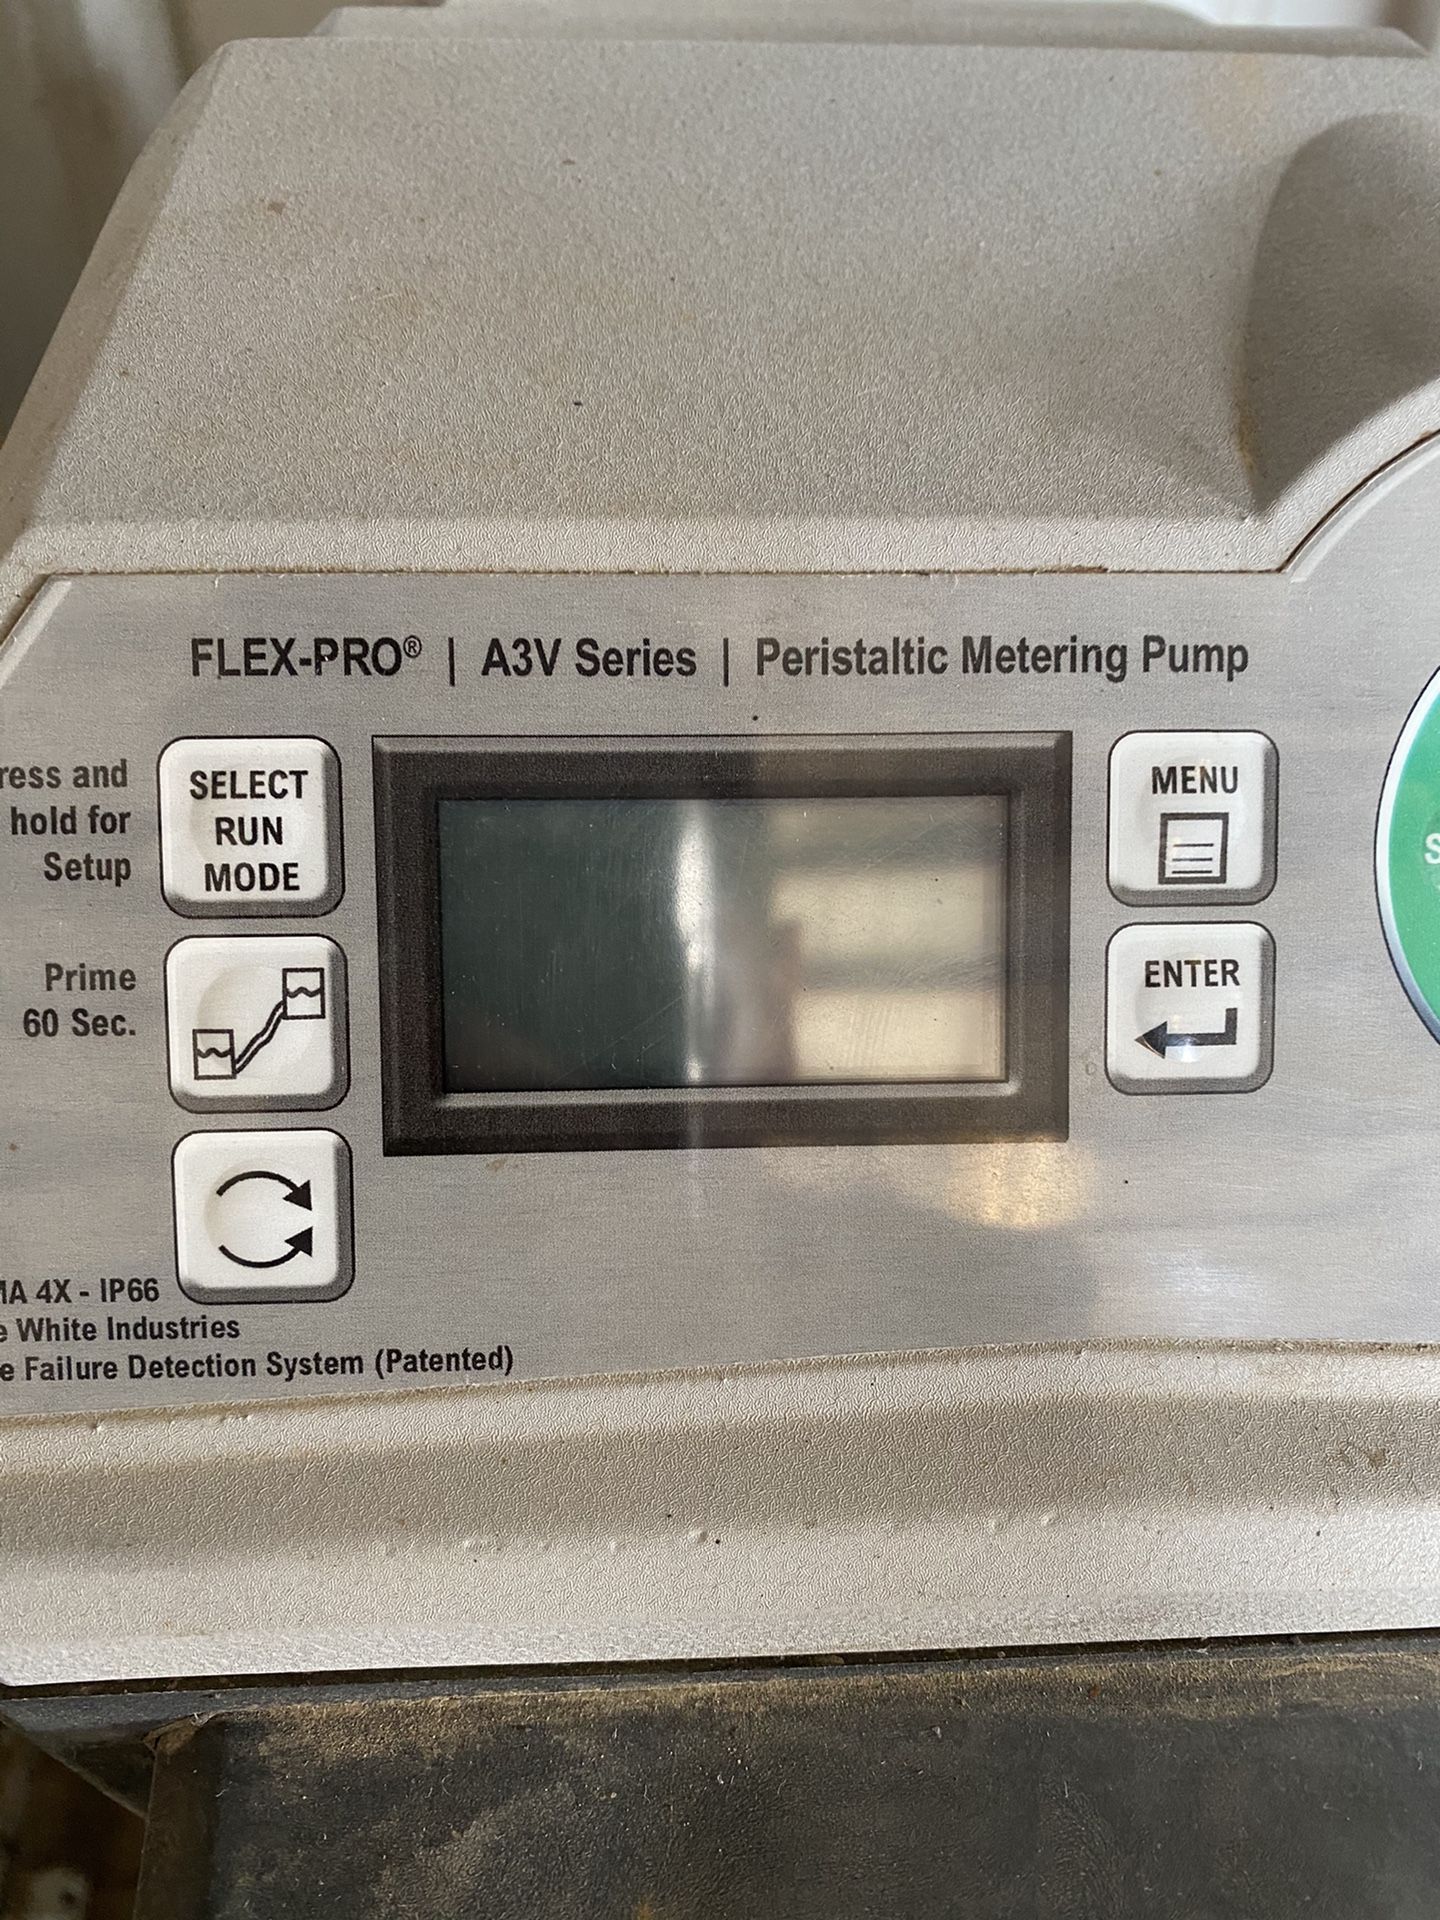 FLEX-PRO® | A3V Series | Peristaltic Metering Pump
ress and
hold for
Setup
SELECT
RUN
MODE
MENU
Prime
60 Sec.
ENTER
S
MA 4X - IP66
e White Industries
e Failure Detection System (Patented)